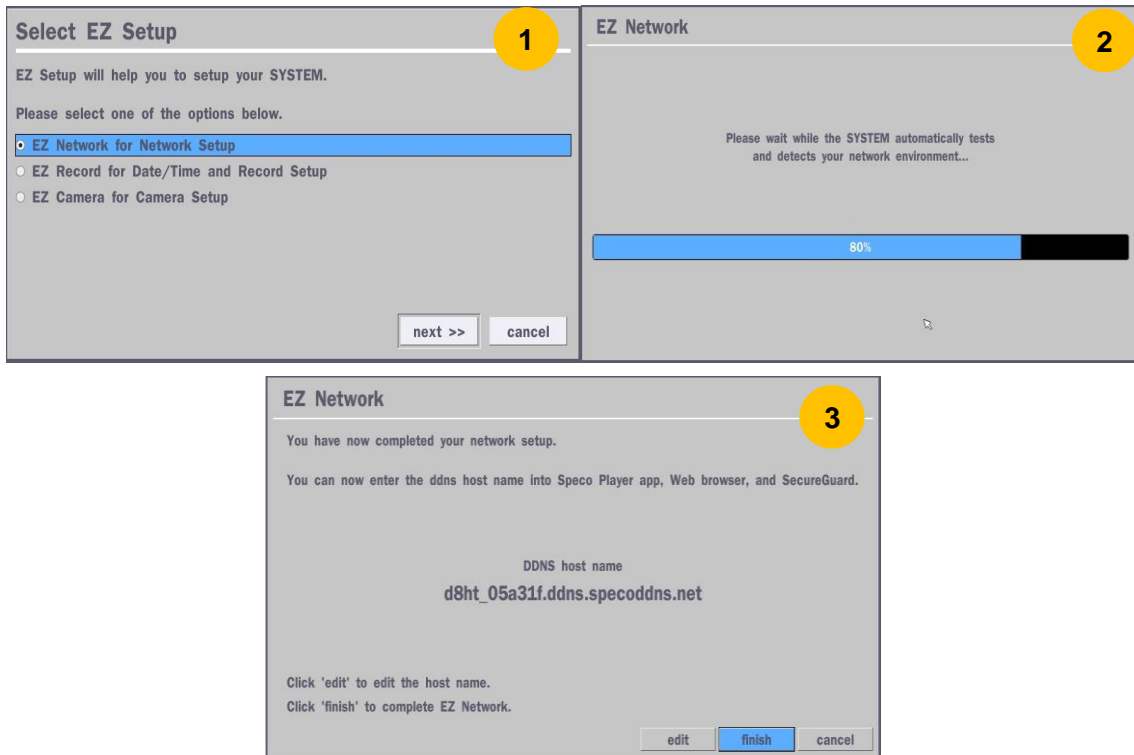 Select EZ Setup
1
EZ Setup will help you to setup your SYSTEM.
Please select one of the options below.
EZ Network for Network Setup
EZ Record for Date/Time and Record Setup
EZ Camera for Camera Setup
next >> cancel
EZ Network
2
Please wait while the SYSTEM automatically tests
and detects your network environment...
80%
EZ Network
3
You have now completed your network setup.
You can now enter the ddns host name into Speco Player app, Web browser, and SecureGuard.
DDNS host name
d8ht_05a31f.ddns.specoddns.net
Click 'edit' to edit the host name.
Click 'finish' to complete EZ Network.
edit finish cancel